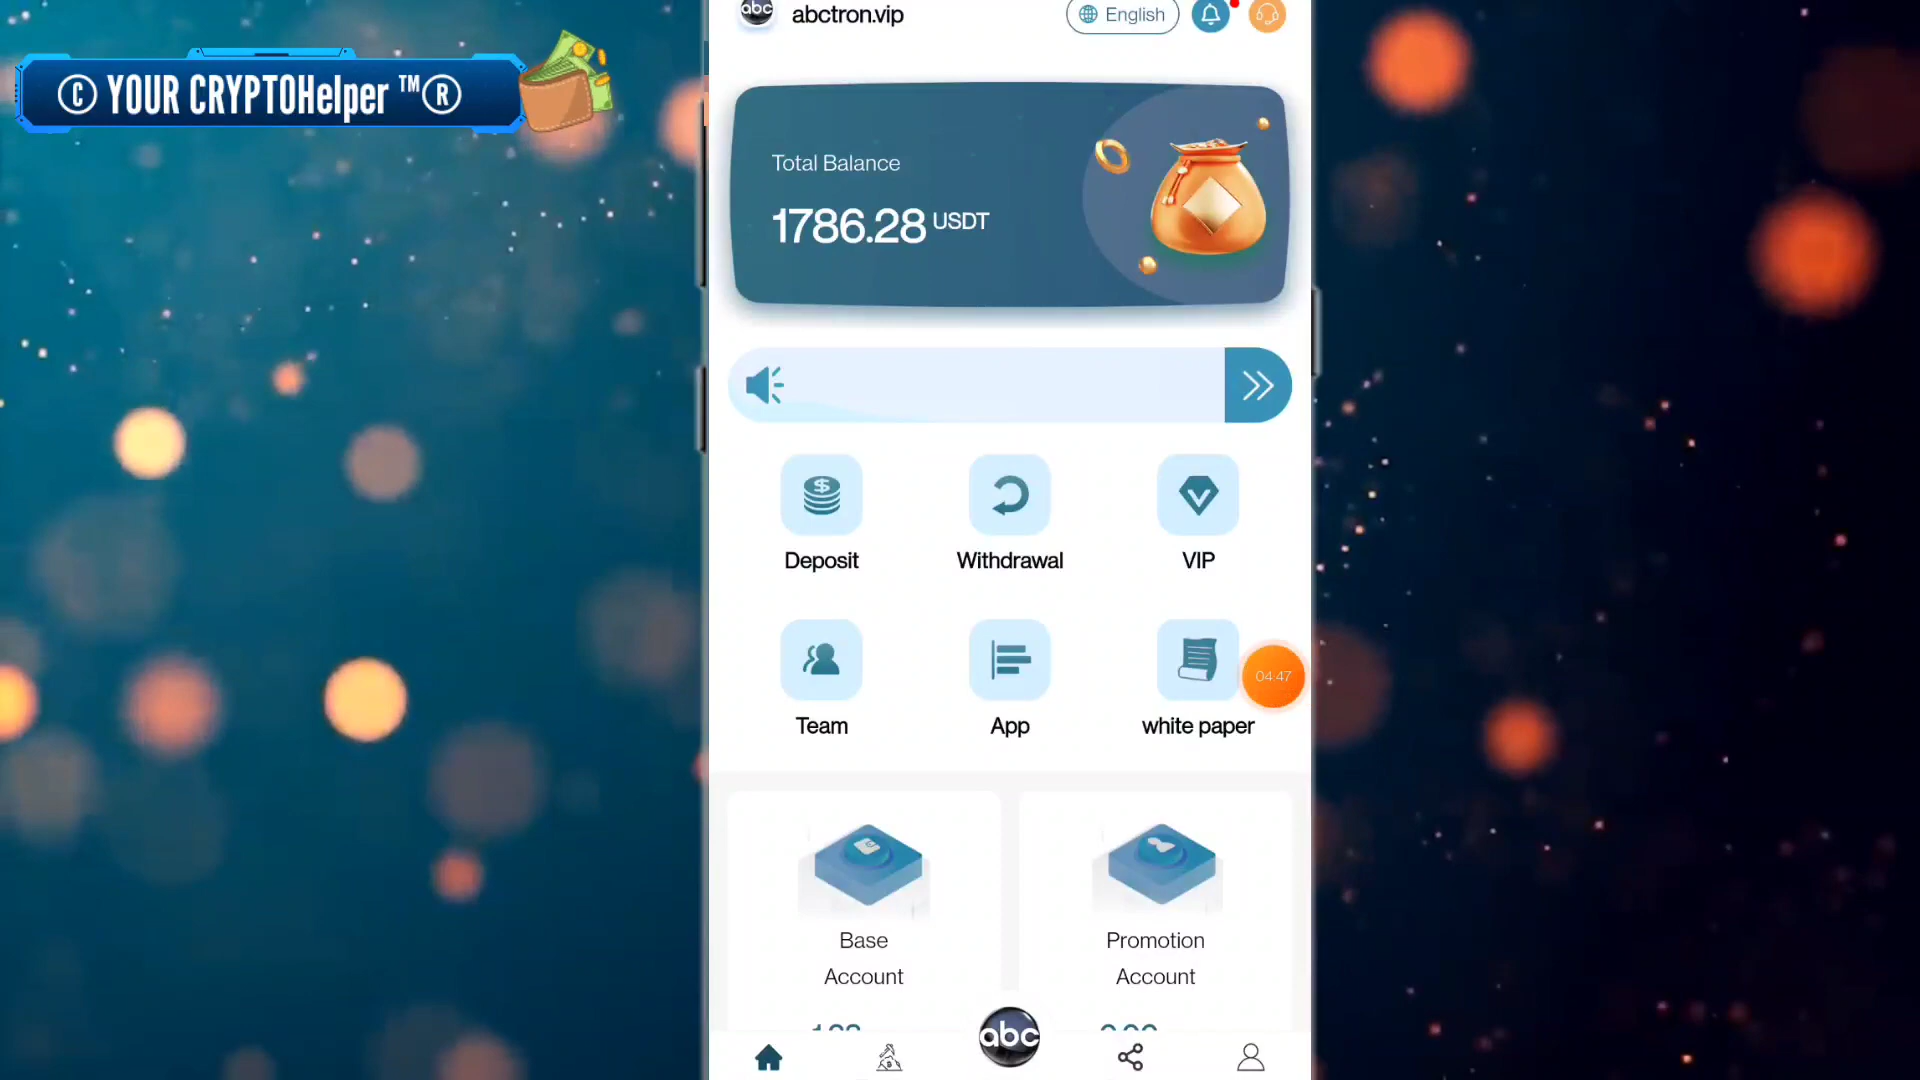 © YOUR CRYPTOHelper ™®
abc
abctron.vip
English
Total Balance
1786.28 USDT
Deposit
Withdrawal
VIP
Team
App
white paper
04:47
Base
Account
Promotion
Account
abc